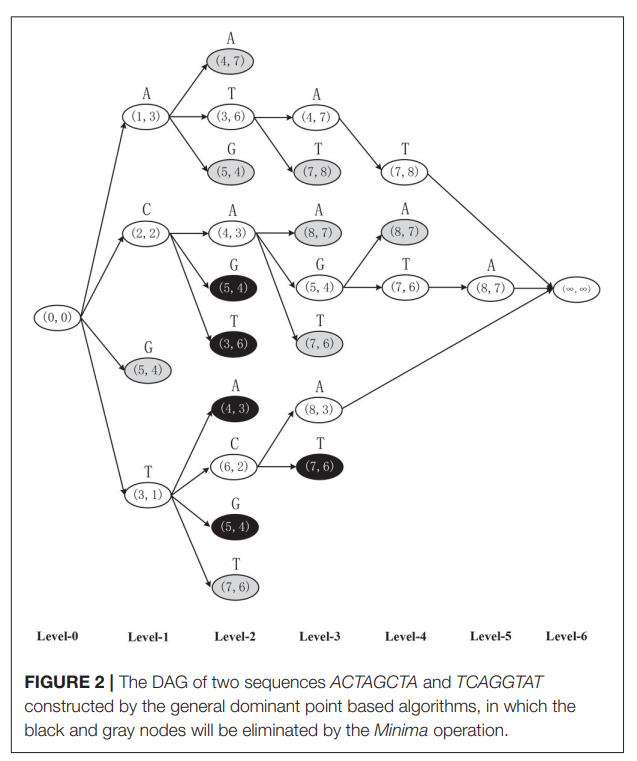 A
(4, 7)
A
T
A
(1, 3)
(3, 6)
(4, 7)
G
T
T
(5, 4)
(7, 8)
(7, 8)
C
A
A
A
(2, 2)
(4, 3)
(8, 7)
(8, 7)
G
G
T
A
(5, 4)
(5, 4)
(7, 6)
(8, 7)
(∞, ∞)
(0, 0)
T
T
(3, 6)
(7, 6)
G
(5, 4)
A
A
(4, 3)
(8, 3)
C
T
(6, 2)
(7, 6)
T
(3, 1)
G
(5, 4)
T
(7, 6)
Level-0 Level-1 Level-2 Level-3 Level-4 Level-5 Level-6
FIGURE 2 | The DAG of two sequences ACTAGCTA and TCAGGTAT
constructed by the general dominant point based algorithms, in which the
black and gray nodes will be eliminated by the Minima operation.